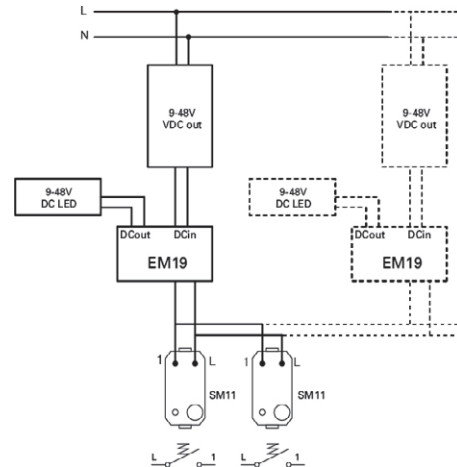 L
N
9-48V
VDC out
9-48V
VDC out
9-48V
DC LED
9-48V
DC LED
DCout DCin
EM19
DCout DCin
EM19
1 L
1 L
SM11
SM11
L 1
L 1